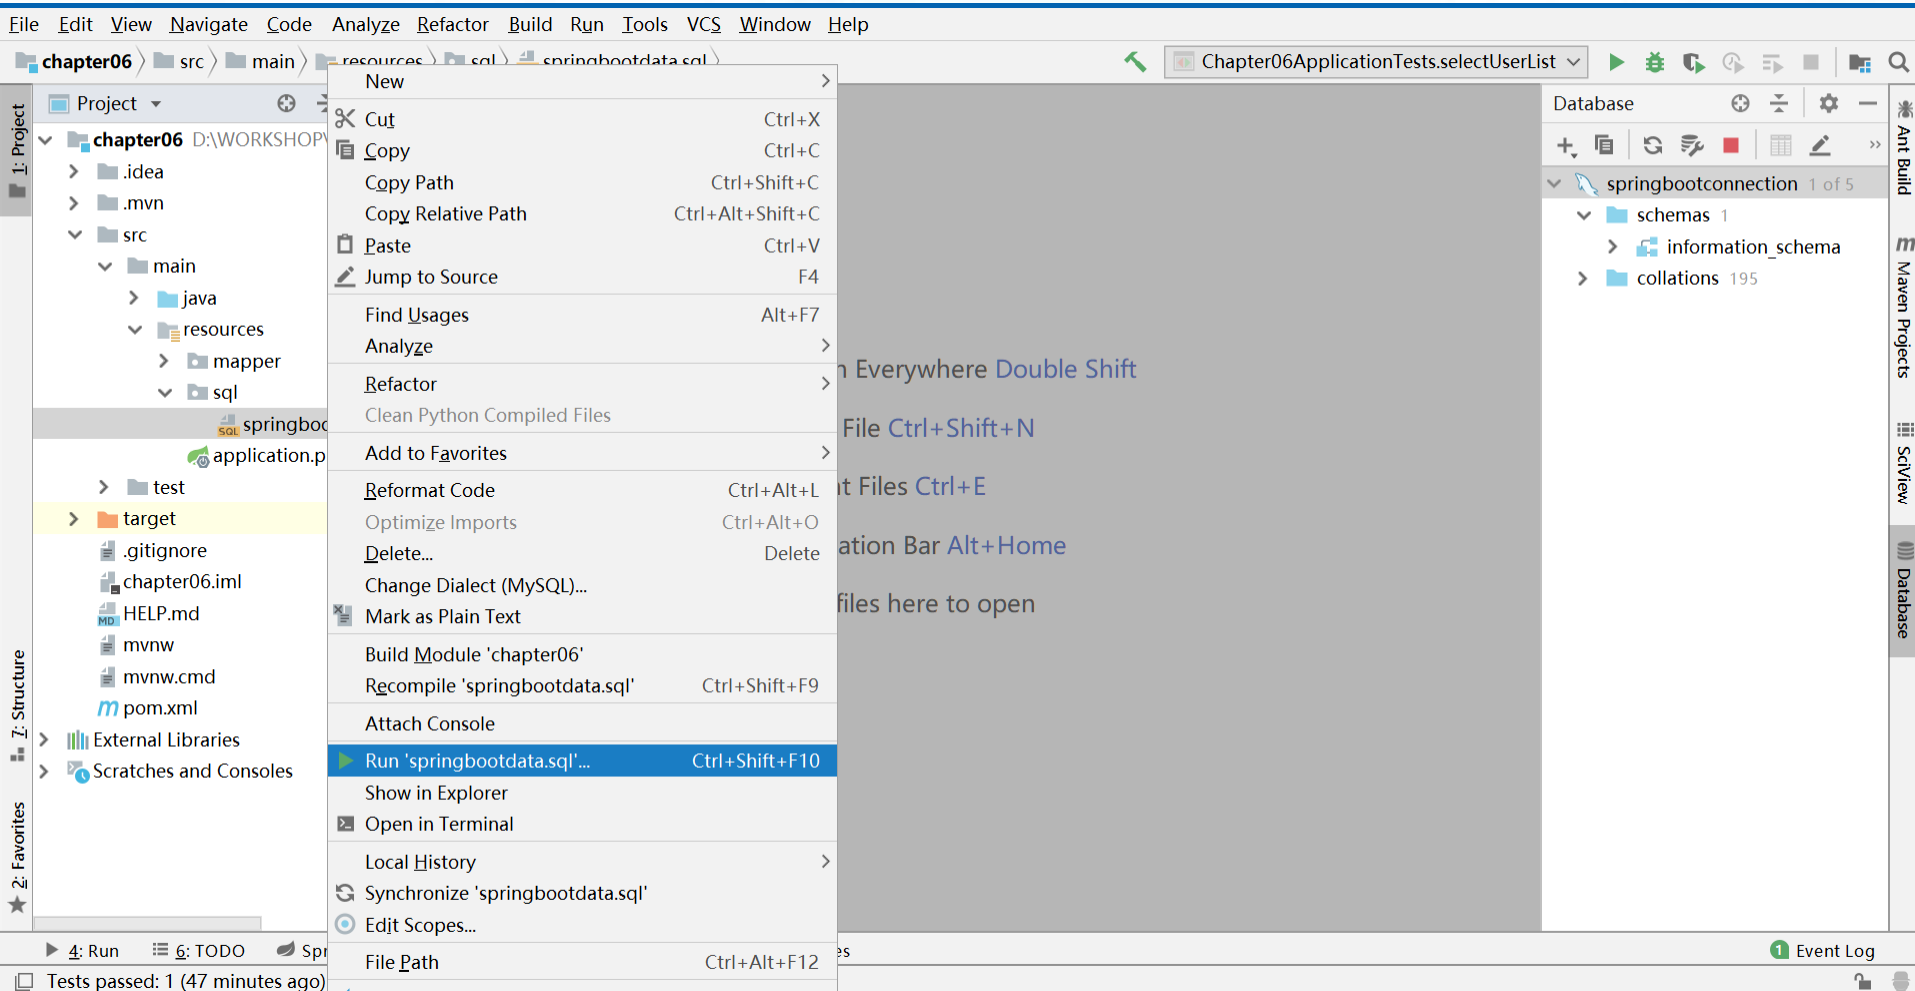 File Edit View Navigate Code Analyze Refactor Build Run Tools VCS Window Help
chapter06 src main resources sql springbootdata.sql
Chapter06ApplicationTests.selectUserList
1: Project
7: Structure
2: Favorites
Project
chapter06 D:\WORKSHOP\
.idea
.mvn
src
main
java
resources
mapper
sql
springboo
application.p
test
target
.gitignore
chapter06.iml
HELP.md
mvnw
mvnw.cmd
pom.xml
External Libraries
Scratches and Consoles
New
Cut Ctrl+X
Copy Ctrl+C
Copy Path Ctrl+Shift+C
Copy Relative Path Ctrl+Alt+Shift+C
Paste Ctrl+V
Jump to Source F4
Find Usages Alt+F7
Analyze
Refactor
Clean Python Compiled Files
Add to Favorites
Reformat Code Ctrl+Alt+L
Optimize Imports Ctrl+Alt+O
Delete... Delete
Change Dialect (MySQL)...
Mark as Plain Text
Build Module 'chapter06'
Recompile 'springbootdata.sql' Ctrl+Shift+F9
Attach Console
Run 'springbootdata.sql'... Ctrl+Shift+F10
Show in Explorer
Open in Terminal
Local History
Synchronize 'springbootdata.sql'
Edit Scopes...
File Path Ctrl+Alt+F12
h Everywhere Double Shift
File Ctrl+Shift+N
t Files Ctrl+E
ation Bar Alt+Home
files here to open
Database
springbootconnection 1 of 5
schemas 1
information_schema
collations 195
Ant Build
Maven Projects
SciView
Database
4: Run 6: TODO Spr es
1 Event Log
Tests passed: 1 (47 minutes ago)